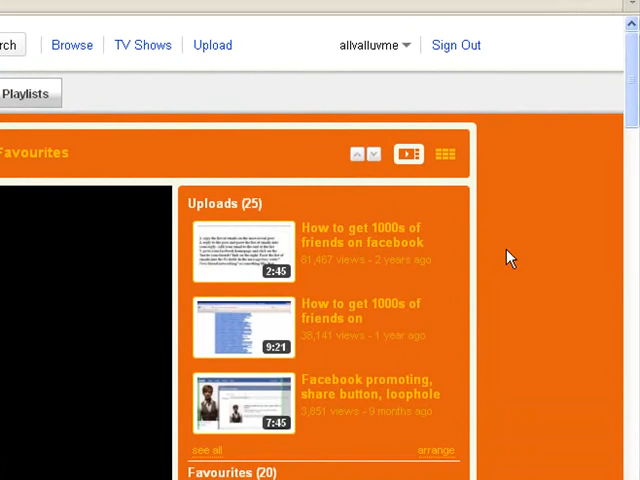 rch Browse TV Shows Upload allvalluvme Sign Out
Playlists
Favourites
Uploads (25)
How to get 1000s of
friends on facebook
81,467 views - 2 years ago
2:45
How to get 1000s of
friends on
38,141 views - 1 year ago
9:21
Facebook promoting,
share button, loophole
3,851 views - 9 months ago
7:45
see all arrange
Favourites (20)